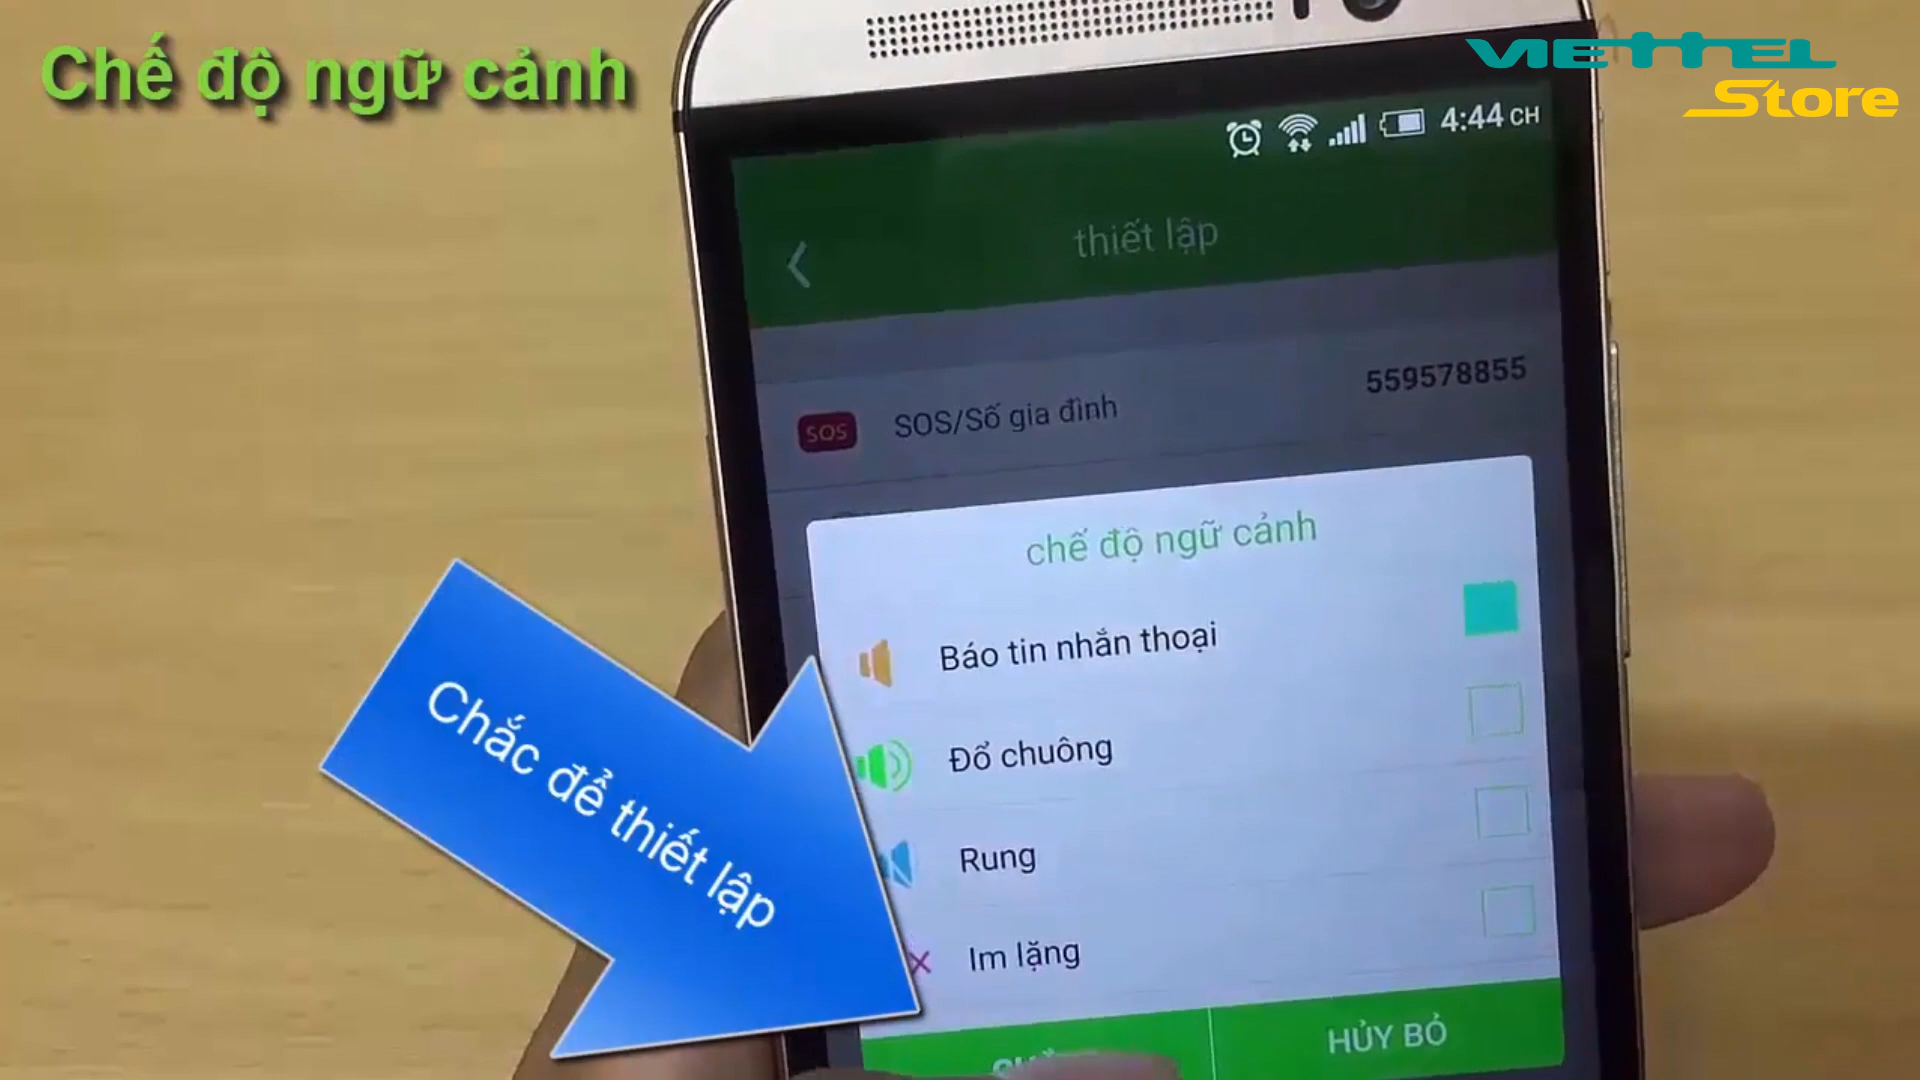 Chế độ ngữ cảnh
VIETTEL
Store
4:44 CH
thiết lập
SOS
SOS/Số gia đình
559578855
chế độ ngữ cảnh
Báo tin nhắn thoại
Đổ chuông
Rung
Im lặng
HỦY BỎ
Chắc để thiết lập